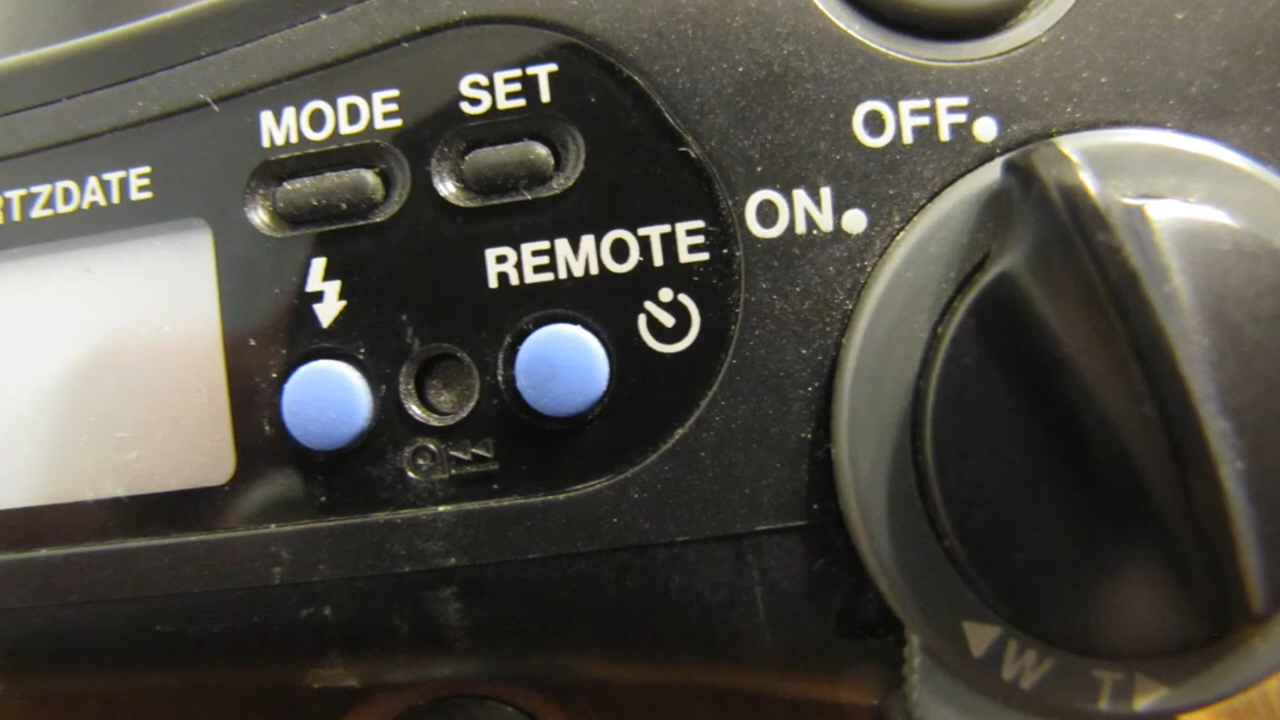 MODE
SET
RTZDATE
REMOTE
OFF
ON
W T